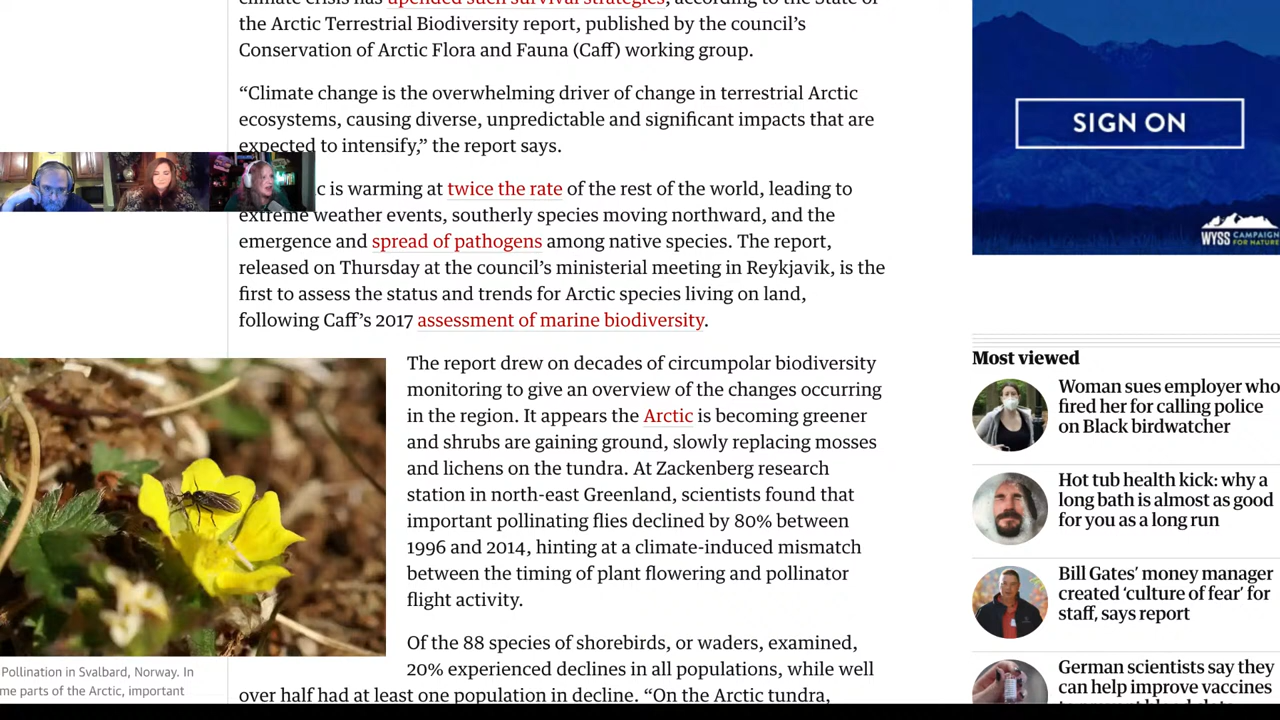 climate crisis has upended such survival strategies, according to the State of
the Arctic Terrestrial Biodiversity report, published by the council’s
Conservation of Arctic Flora and Fauna (Caff) working group.
“Climate change is the overwhelming driver of change in terrestrial Arctic
ecosystems, causing diverse, unpredictable and significant impacts that are
expected to intensify,” the report says.
c is warming at twice the rate of the rest of the world, leading to
extreme weather events, southerly species moving northward, and the
emergence and spread of pathogens among native species. The report,
released on Thursday at the council’s ministerial meeting in Reykjavik, is the
first to assess the status and trends for Arctic species living on land,
following Caff’s 2017 assessment of marine biodiversity.
The report drew on decades of circumpolar biodiversity
monitoring to give an overview of the changes occurring
in the region. It appears the Arctic is becoming greener
and shrubs are gaining ground, slowly replacing mosses
and lichens on the tundra. At Zackenberg research
station in north-east Greenland, scientists found that
important pollinating flies declined by 80% between
1996 and 2014, hinting at a climate-induced mismatch
between the timing of plant flowering and pollinator
flight activity.
Pollination in Svalbard, Norway. In
me parts of the Arctic, important
Of the 88 species of shorebirds, or waders, examined,
20% experienced declines in all populations, while well
over half had at least one population in decline. “On the Arctic tundra,
SIGN ON
WYSS CAMPAIGN
FOR NATURE
Most viewed
Woman sues employer who
fired her for calling police
on Black birdwatcher
Hot tub health kick: why a
long bath is almost as good
for you as a long run
Bill Gates’ money manager
created ‘culture of fear’ for
staff, says report
German scientists say they
can help improve vaccines